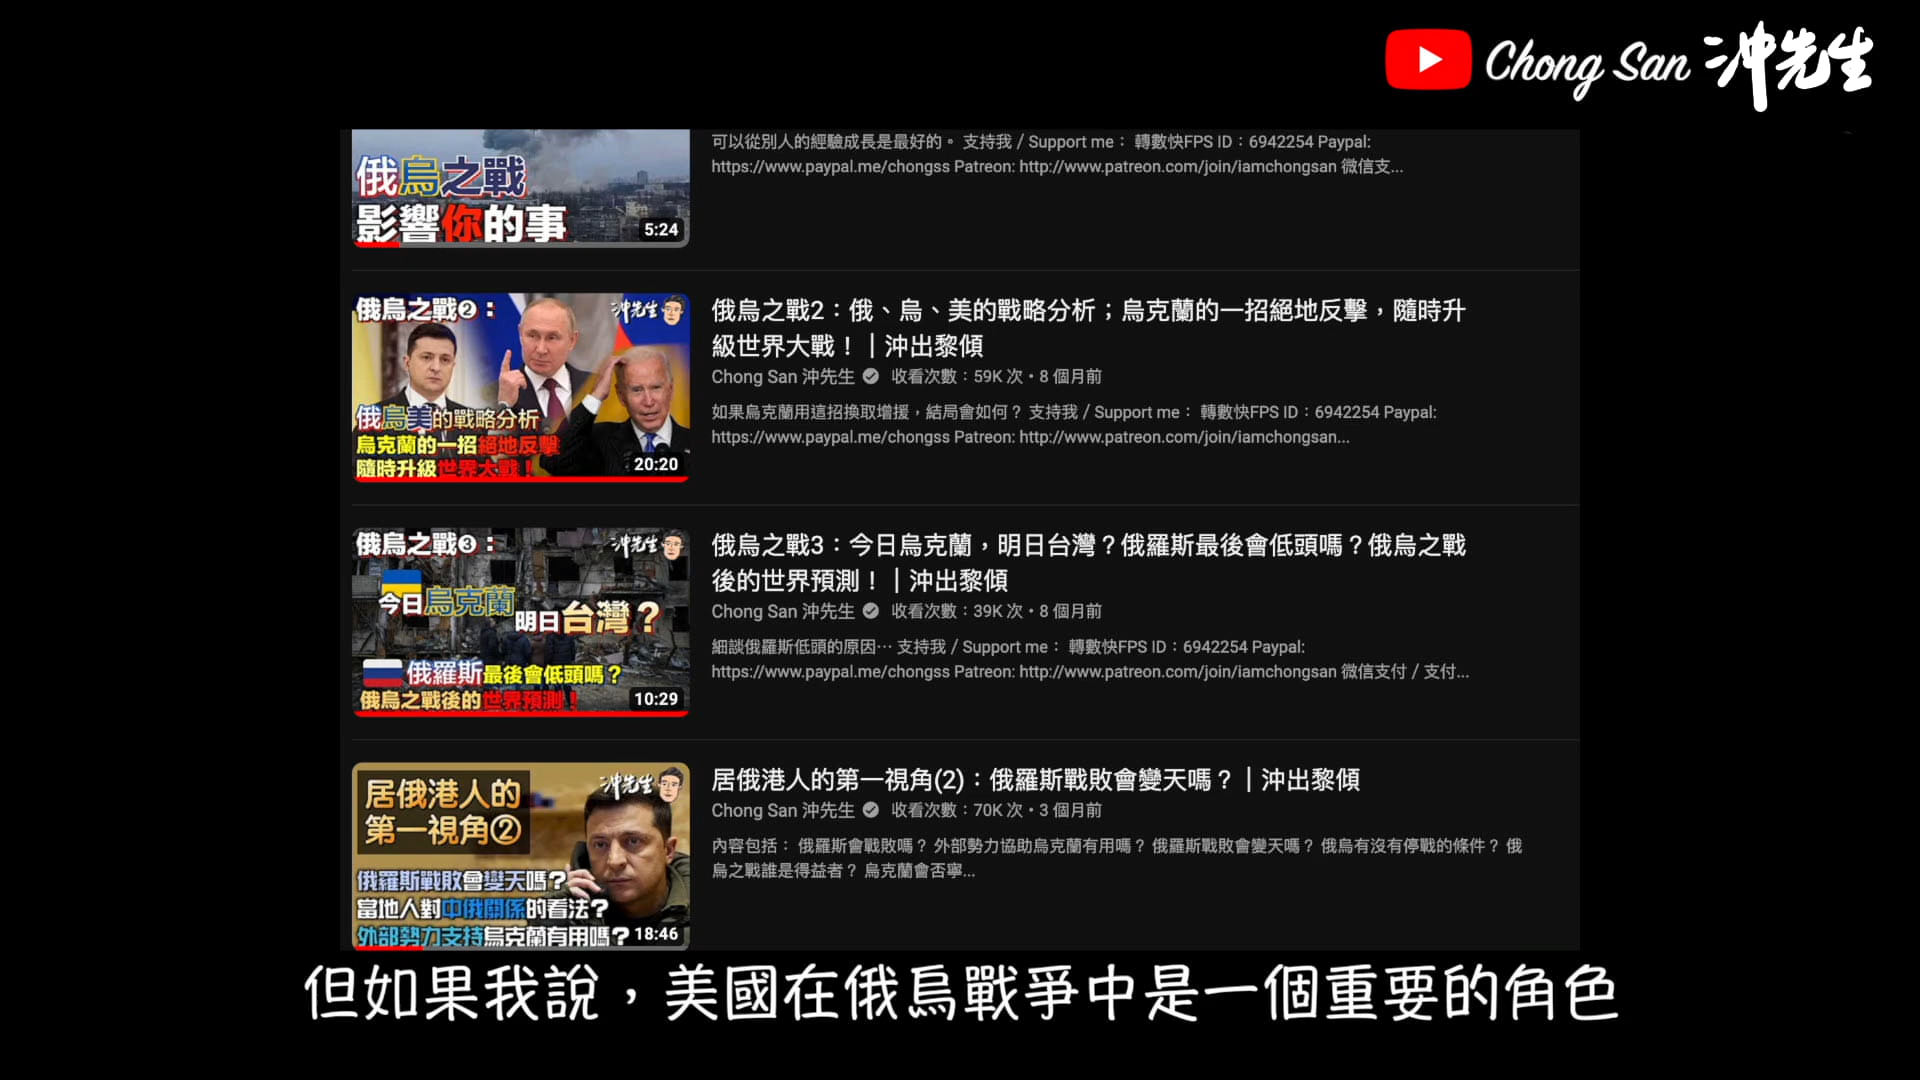 Chong San 沖先生
可以從別人的經驗成長是最好的。 支持我 / Support me： 轉數快FPS ID：6942254 Paypal:
https://www.paypal.me/chongss Patreon: http://www.patreon.com/join/iamchongsan 微信支...
俄烏之戰
影響你的事
5:24
俄烏之戰❷：
沖先生
俄烏美的戰略分析
烏克蘭的一招絕地反擊
隨時升級世界大戰！
20:20
俄烏之戰2：俄、烏、美的戰略分析；烏克蘭的一招絕地反擊，隨時升
級世界大戰！｜沖出黎傾
Chong San 沖先生 收看次數：59K 次・8 個月前
如果烏克蘭用這招換取增援，結局會如何？ 支持我 / Support me： 轉數快FPS ID：6942254 Paypal:
https://www.paypal.me/chongss Patreon: http://www.patreon.com/join/iamchongsan...
俄烏之戰❸：
沖先生
今日烏克蘭
明日台灣？
俄羅斯最後會低頭嗎？
俄烏之戰後的世界預測！
10:29
俄烏之戰3：今日烏克蘭，明日台灣？俄羅斯最後會低頭嗎？俄烏之戰
後的世界預測！｜沖出黎傾
Chong San 沖先生 收看次數：39K 次・8 個月前
細談俄羅斯低頭的原因⋯ 支持我 / Support me： 轉數快FPS ID：6942254 Paypal:
https://www.paypal.me/chongss Patreon: http://www.patreon.com/join/iamchongsan 微信支付 / 支付...
居俄港人的
第一視角②
沖先生
俄羅斯戰敗會變天嗎？
當地人對中俄關係的看法？
外部勢力支持烏克蘭有用嗎？
18:46
居俄港人的第一視角(2)：俄羅斯戰敗會變天嗎？｜沖出黎傾
Chong San 沖先生 收看次數：70K 次・3 個月前
內容包括： 俄羅斯會戰敗嗎？ 外部勢力協助烏克蘭有用嗎？ 俄羅斯戰敗會變天嗎？ 俄烏有沒有停戰的條件？ 俄
烏之戰誰是得益者？ 烏克蘭會否寧...
但如果我說，美國在俄烏戰爭中是一個重要的角色